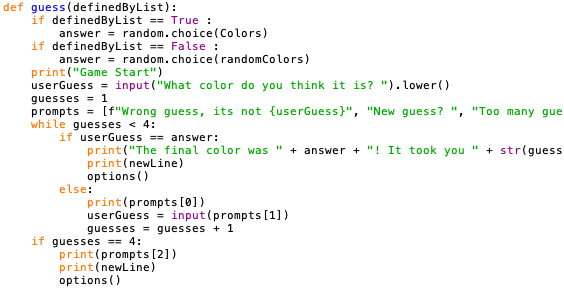 def guess(definedByList):
    if definedByList == True :
        answer = random.choice(Colors)
    if definedByList == False :
        answer = random.choice(randomColors)
    print("Game Start")
    userGuess = input("What color do you think it is? ").lower()
    guesses = 1
    prompts = [f"Wrong guess, its not {userGuess}", "New guess? ", "Too many gue
    while guesses < 4:
        if userGuess == answer:
            print("The final color was " + answer + "! It took you " + str(guess
            print(newLine)
            options()
        else:
            print(prompts[0])
            userGuess = input(prompts[1])
            guesses = guesses + 1
    if guesses == 4:
        print(prompts[2])
        print(newLine)
        options()